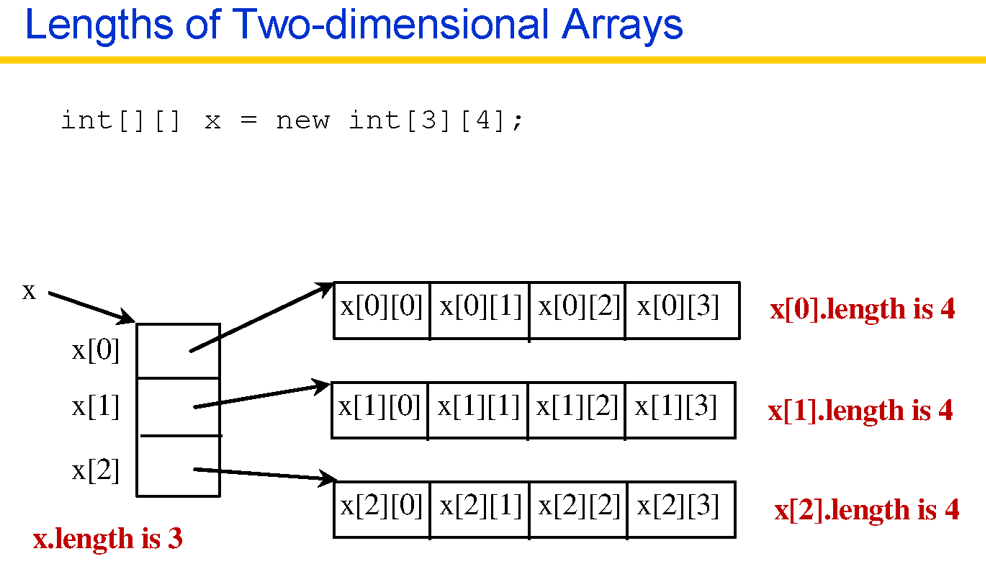 Lengths of Two-dimensional Arrays
int[][] x = new int[3][4];
x
x[0][0] x[0][1] x[0][2] x[0][3] x[0].length is 4
x[0]
x[1] x[1][0] x[1][1] x[1][2] x[1][3] x[1].length is 4
x[2]
x[2][0] x[2][1] x[2][2] x[2][3] x[2].length is 4
x.length is 3